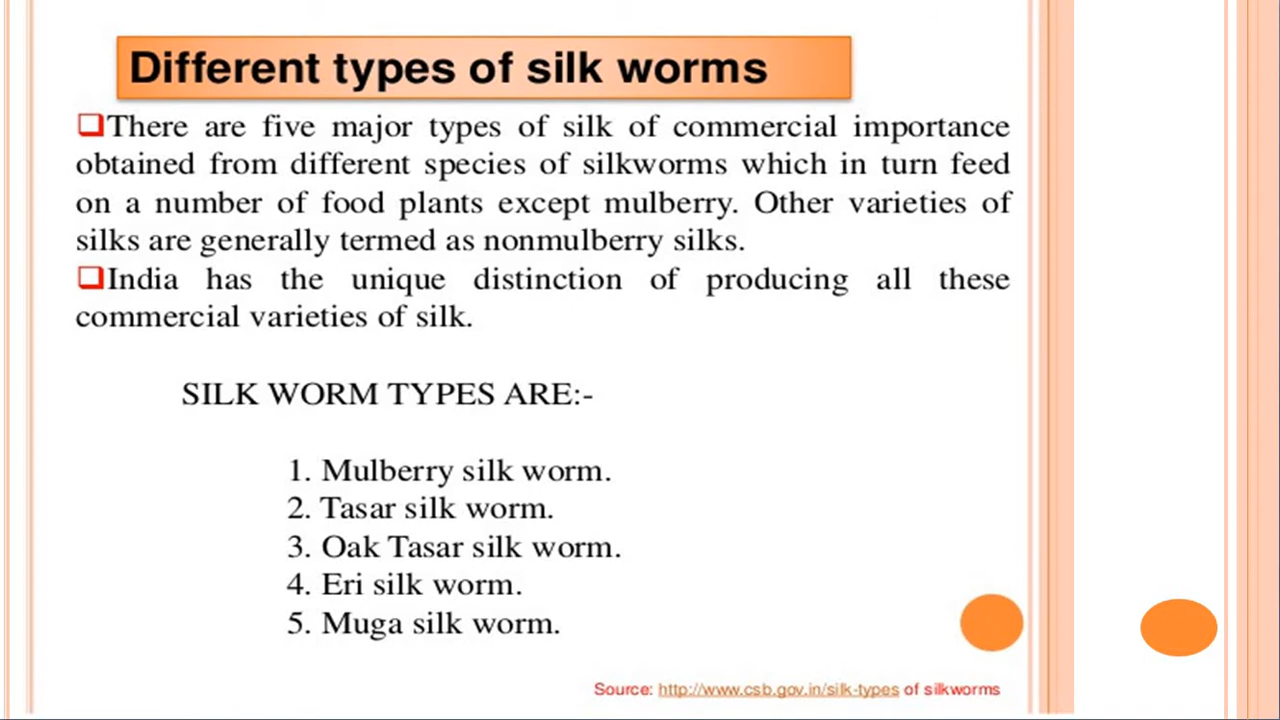 Different types of silk worms
❑There are five major types of silk of commercial importance
obtained from different species of silkworms which in turn feed
on a number of food plants except mulberry. Other varieties of
silks are generally termed as nonmulberry silks.
❑India has the unique distinction of producing all these
commercial varieties of silk.
SILK WORM TYPES ARE:-
1. Mulberry silk worm.
2. Tasar silk worm.
3. Oak Tasar silk worm.
4. Eri silk worm.
5. Muga silk worm.
Source: http://www.csb.gov.in/silk-types of silkworms